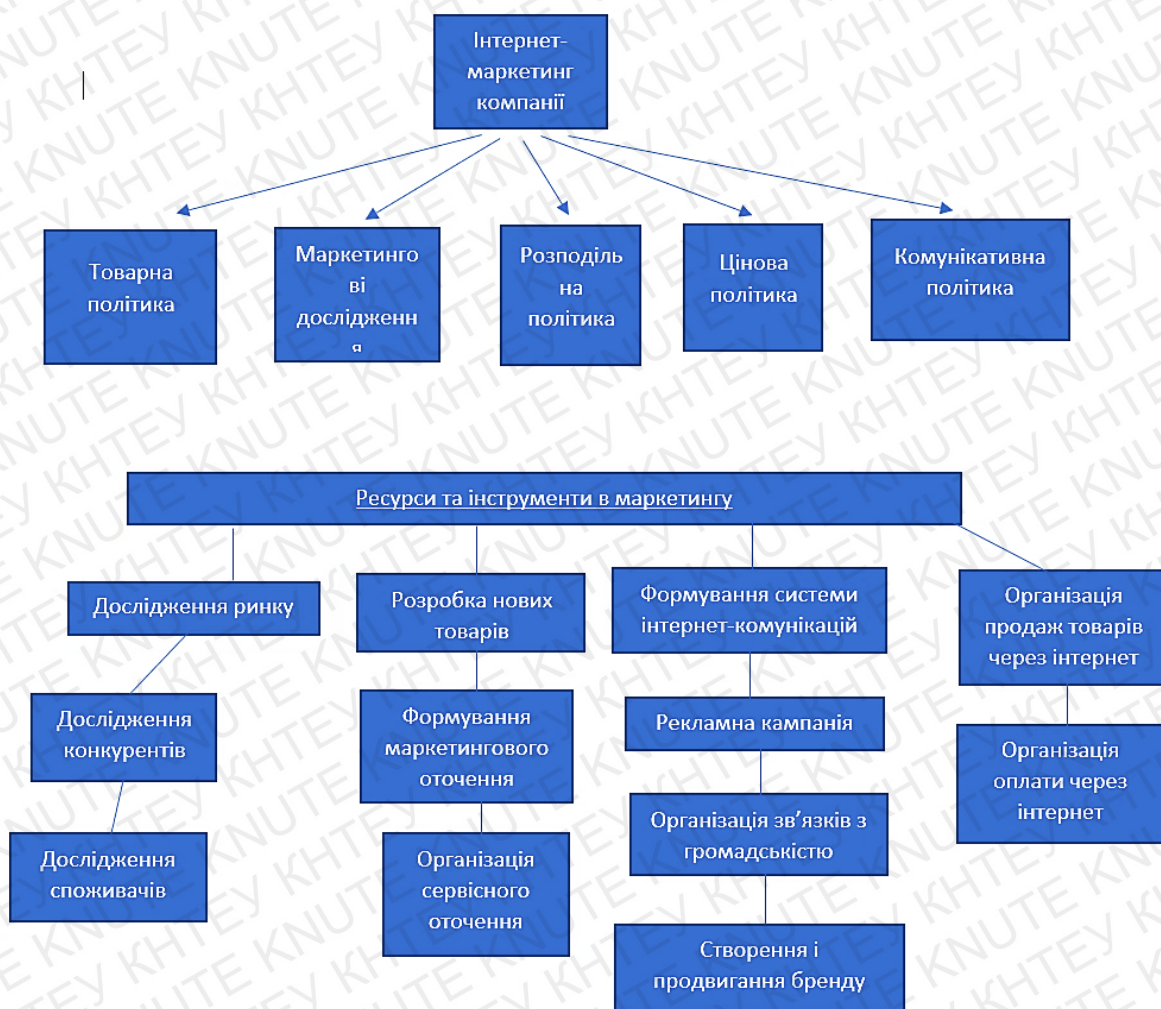 Інтернет-
маркетинг
компанії
Товарна
політика
Маркетинго
ві
дослідженн
я
Розподіль
на
політика
Цінова
політика
Комунікативна
політика
Ресурси та інструменти в маркетингу
Дослідження ринку
Дослідження
конкурентів
Дослідження
споживачів
Розробка нових
товарів
Формування
маркетингового
оточення
Організація
сервісного
оточення
Формування системи
інтернет-комунікацій
Рекламна кампанія
Організація зв’язків з
громадськістю
Створення і
продвигання бренду
Організація
продаж товарів
через інтернет
Організація
оплати через
інтернет